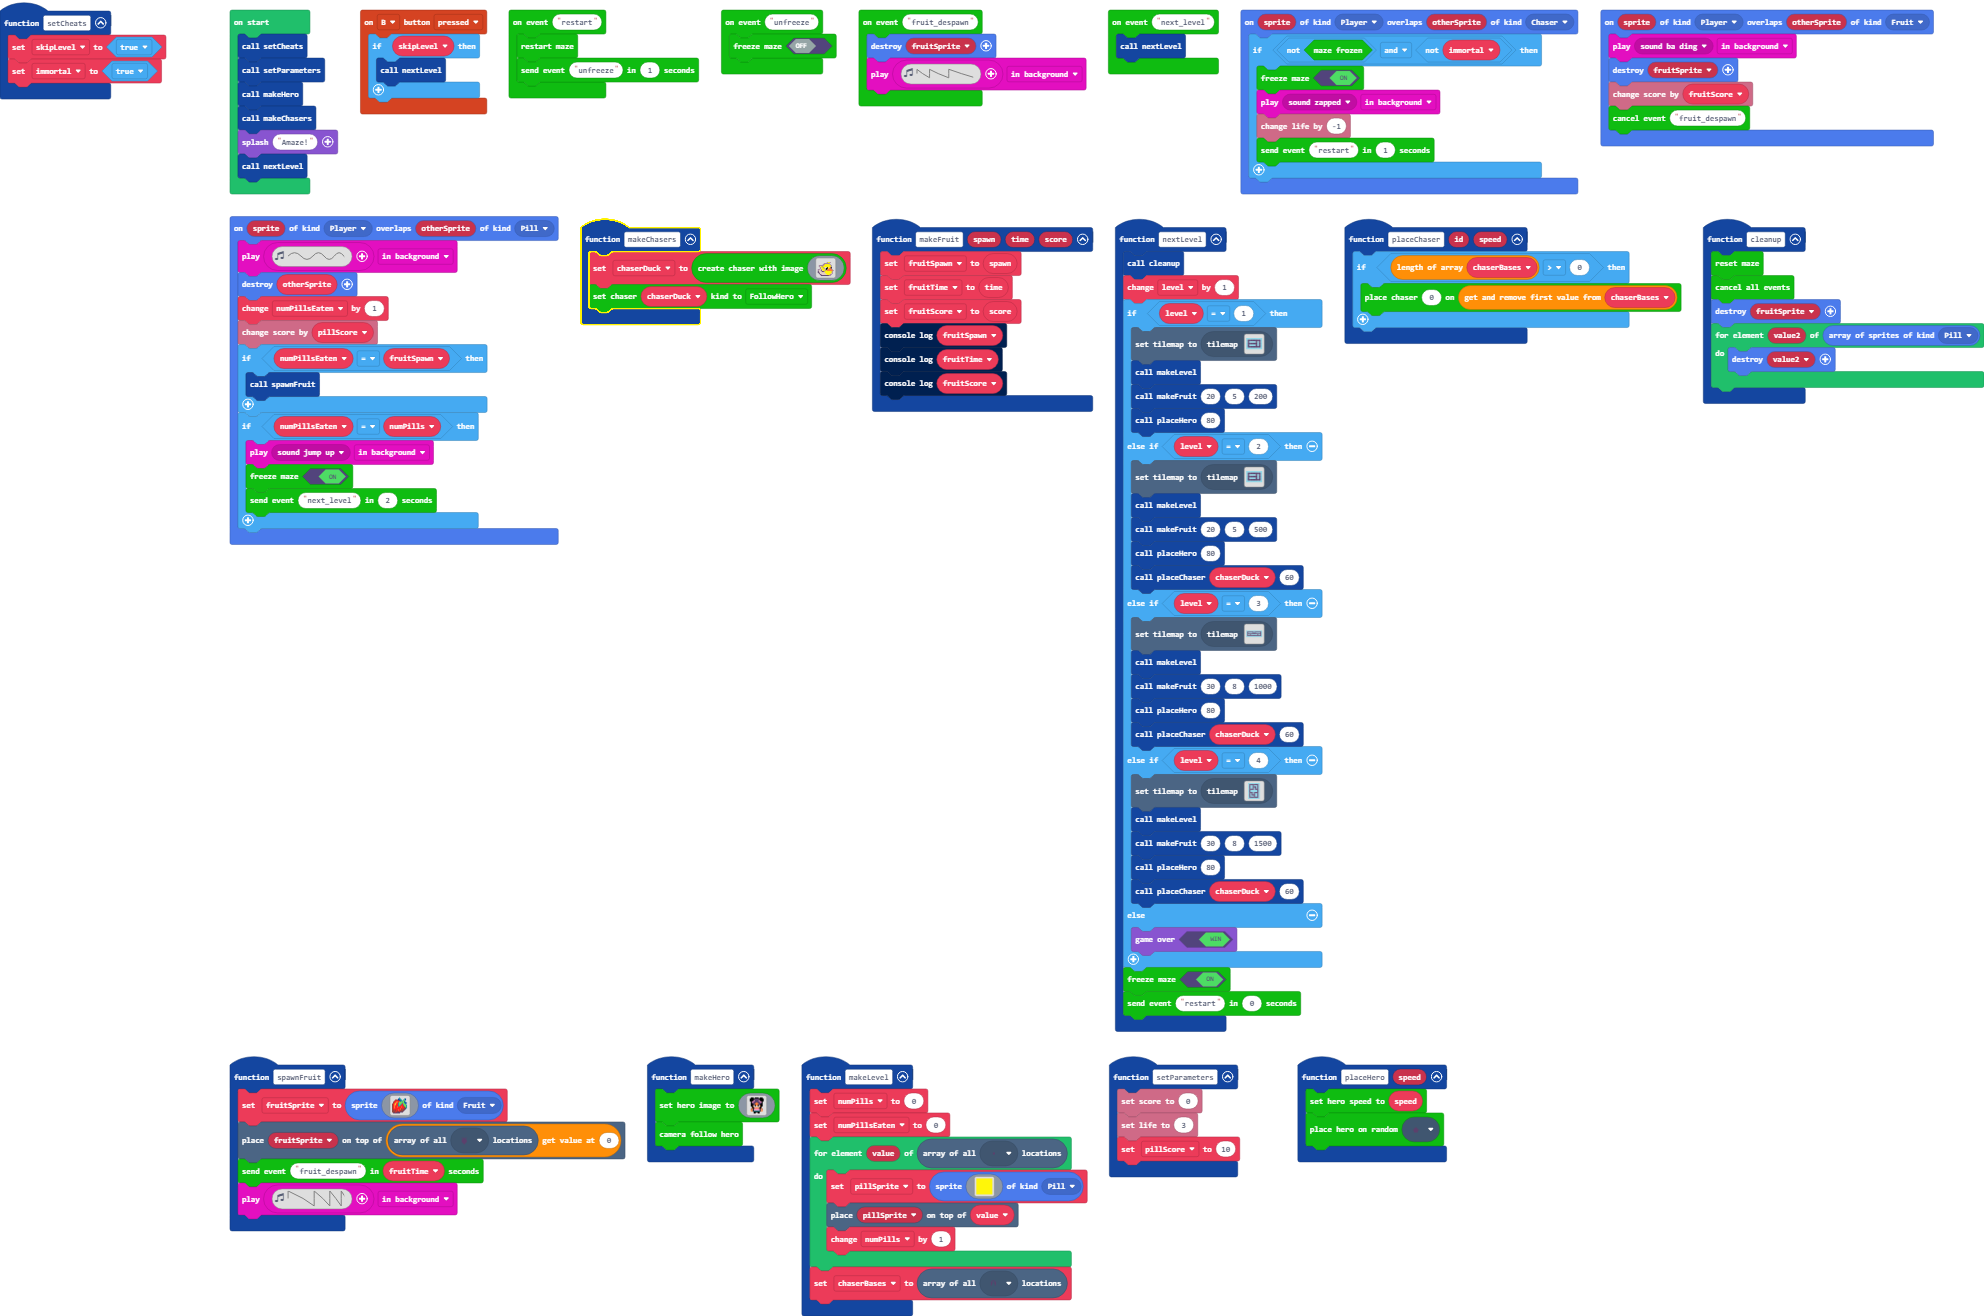 function setCheats
set skipLevel to true
set immortal to true
on start
call setCheats
call setParameters
call makeHero
call makeChasers
splash "Amaze!"
call nextLevel
on B button pressed
if skipLevel then
call nextLevel
on event "restart"
restart maze
send event "unfreeze" in 1 seconds
on event "unfreeze"
freeze maze OFF
on event "fruit_despawn"
destroy fruitSprite
play in background
on event "next_level"
call nextLevel
on sprite of kind Player overlaps otherSprite of kind Chaser
if not maze frozen and not immortal then
freeze maze ON
play sound zapped in background
change life by -1
send event "restart" in 1 seconds
on sprite of kind Player overlaps otherSprite of kind Fruit
play sound ba ding in background
destroy fruitSprite
change score by fruitScore
cancel event "fruit_despawn"
on sprite of kind Player overlaps otherSprite of kind Pill
play in background
destroy otherSprite
change numPillsEaten by 1
change score by pillScore
if numPillsEaten = fruitSpawn then
call spawnFruit
if numPillsEaten = numPills then
play sound jump up in background
freeze maze ON
send event "next_level" in 2 seconds
function makeChasers
set chaserDuck to create chaser with image
set chaser chaserDuck kind to FollowHero
function makeFruit spawn time score
set fruitSpawn to spawn
set fruitTime to time
set fruitScore to score
console log fruitSpawn
console log fruitTime
console log fruitScore
function nextLevel
call cleanup
change level by 1
if level = 1 then
set tilemap to tilemap
call makeLevel
call makeFruit 20 5 200
call placeHero 80
else if level = 2 then
set tilemap to tilemap
call makeLevel
call makeFruit 20 5 500
call placeHero 80
call placeChaser chaserDuck 60
else if level = 3 then
set tilemap to tilemap
call makeLevel
call makeFruit 30 8 1000
call placeHero 80
call placeChaser chaserDuck 60
else if level = 4 then
set tilemap to tilemap
call makeLevel
call makeFruit 30 8 1500
call placeHero 80
call placeChaser chaserDuck 60
else
game over WIN
freeze maze ON
send event "restart" in 0 seconds
function placeChaser id speed
if length of array chaserBases > 0 then
place chaser 0 on get and remove first value from chaserBases
function cleanup
reset maze
cancel all events
destroy fruitSprite
for element value2 of array of sprites of kind Pill
do destroy value2
function spawnFruit
set fruitSprite to sprite of kind Fruit
place fruitSprite on top of array of all locations get value at 0
send event "fruit_despawn" in fruitTime seconds
play in background
function makeHero
set hero image to
camera follow hero
function makeLevel
set numPills to 0
set numPillsEaten to 0
for element value of array of all locations
do set pillSprite to sprite of kind Pill
place pillSprite on top of value
change numPills by 1
set chaserBases to array of all locations
function setParameters
set score to 0
set life to 3
set pillScore to 10
function placeHero speed
set hero speed to speed
place hero on random